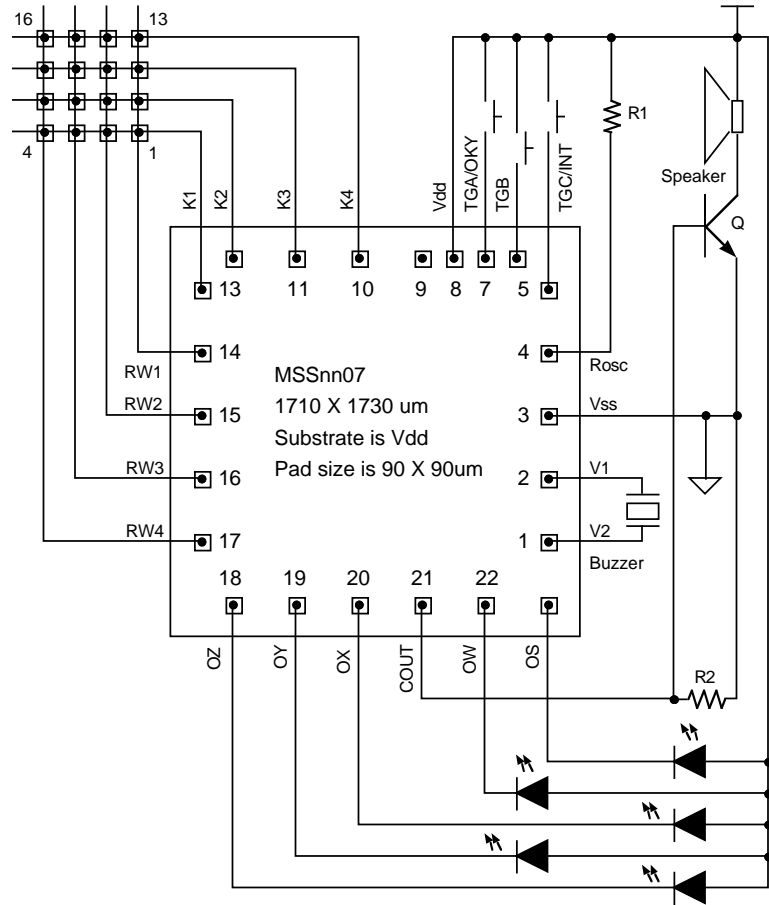 16 13
4 1
K1 K2 K3 K4 Vdd TGA/OKY TGB TGC/INT
R1
Speaker
Q
13 11 10 9 8 7 5
14 4
RW1 Rosc
MSSnn07
1710 X 1730 um
Substrate is Vdd
Pad size is 90 X 90um
15 3
RW2 Vss
16 2
RW3 V1
17 1
RW4 V2
Buzzer
18 19 20 21 22
OZ OY OX COUT OW OS
R2